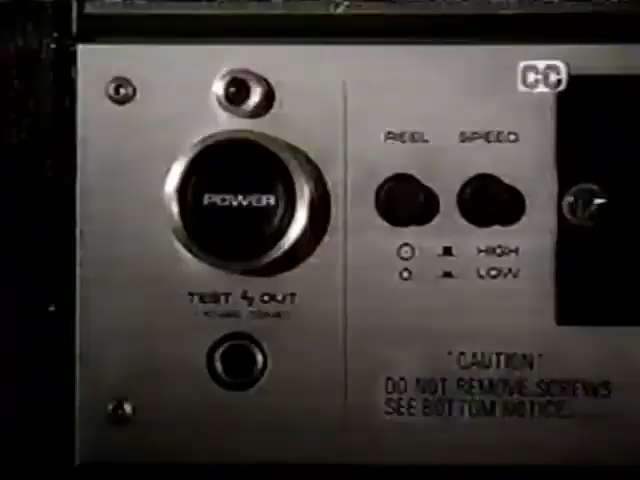 CC
REEL SPEED
POWER
HIGH
LOW
TEST OUT
"CAUTION"
DO NOT REMOVE SCREWS
SEE BOTTOM NOTICE